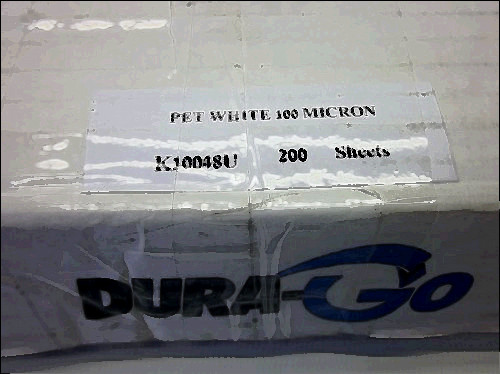 PET WHITE 100 MICRON
K10048U 200 Sheets
DURA-GO